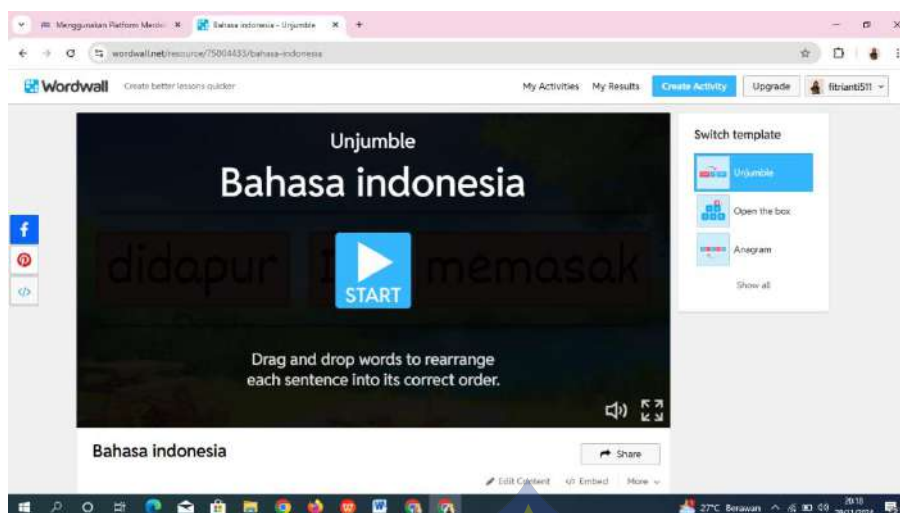 Menggunakan Platform Merde
Bahasa indonesia - Unjumble
wordwall.net/resource/75004433/bahasa-indonesia
Wordwall Create better lessons quicker My Activities My Results Create Activity Upgrade fitrianti511
Unjumble
Bahasa indonesia
didapur memasak
START
Drag and drop words to rearrange
each sentence into its correct order.
Switch template
Unjumble
Open the box
Anagram
Show all
Bahasa indonesia
Share
Edit Content Embed More
27°C Berawan
20.18